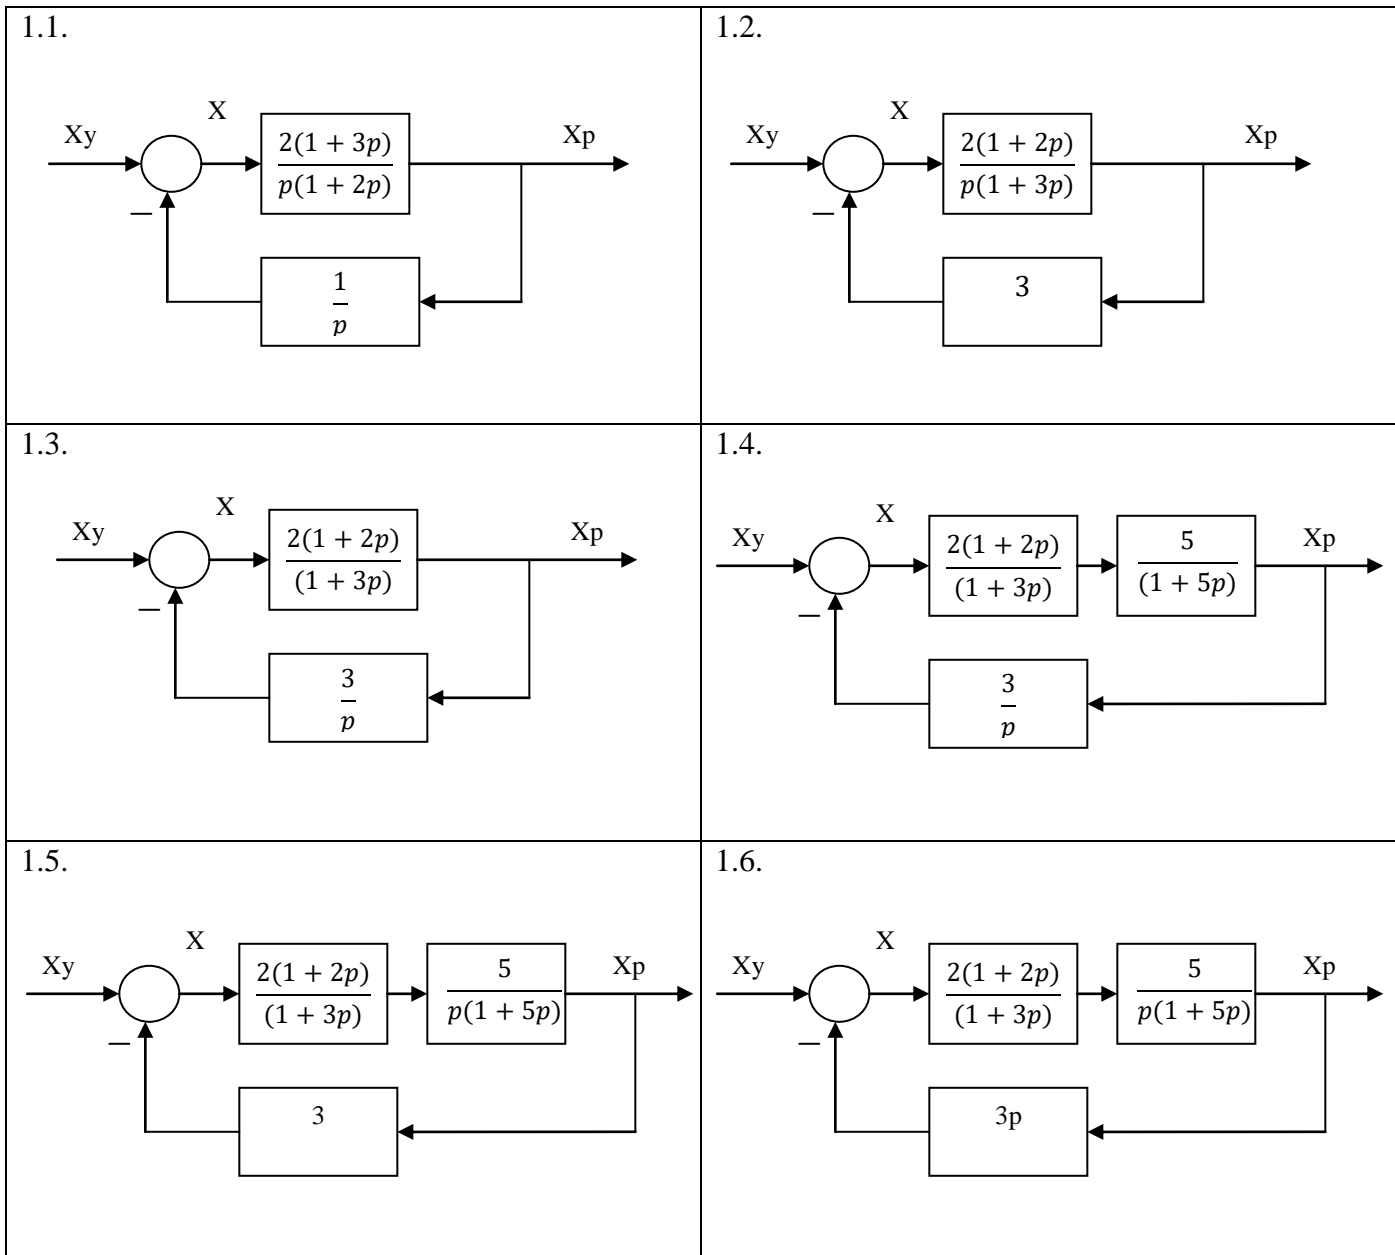 1.1.
X
Xy
2(1 + 3p)
p(1 + 2p)
Xp
–
1
p
1.2.
X
Xy
2(1 + 2p)
p(1 + 3p)
Xp
–
3
1.3.
X
Xy
2(1 + 2p)
(1 + 3p)
Xp
–
3
p
1.4.
X
Xy
2(1 + 2p)
(1 + 3p)
5
(1 + 5p)
Xp
–
3
p
1.5.
X
Xy
2(1 + 2p)
(1 + 3p)
5
p(1 + 5p)
Xp
–
3
1.6.
X
Xy
2(1 + 2p)
(1 + 3p)
5
p(1 + 5p)
Xp
–
3p